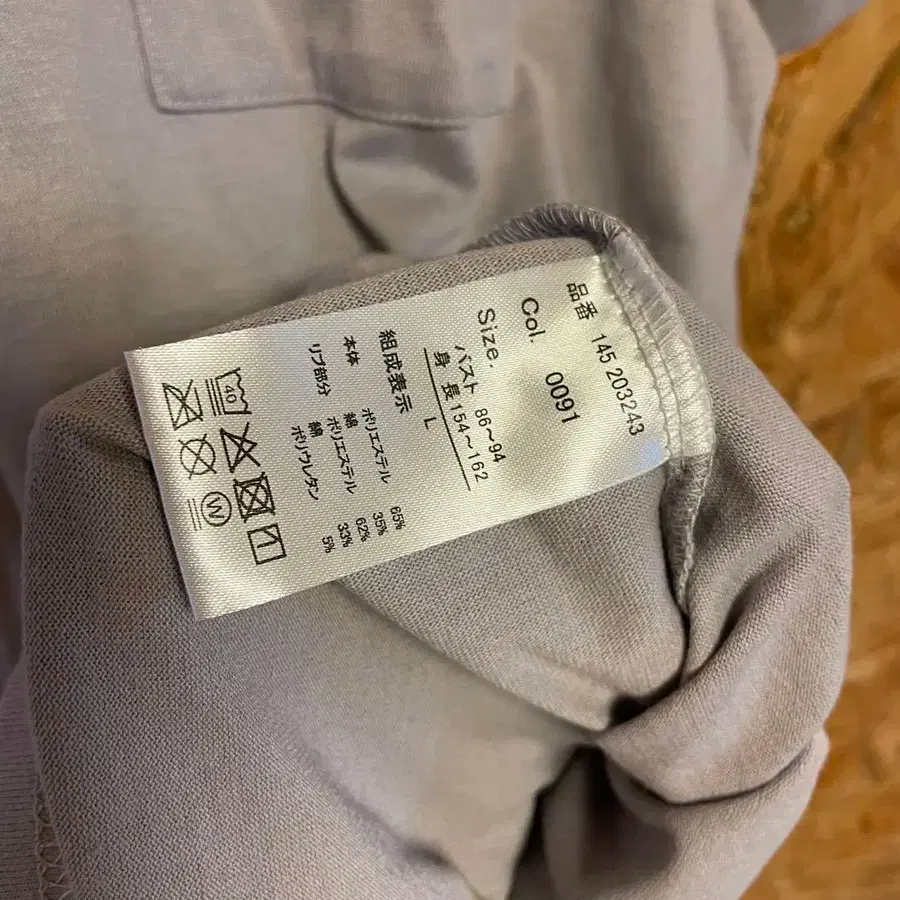 品番 145 203243
Col. 0091
Size.
バスト 86～94
身長 154～162
L
組成表示
本体 ポリエステル 65%
綿 35%
リブ部分 ポリエステル 62%
綿 33%
ポリウレタン 5%
40
W